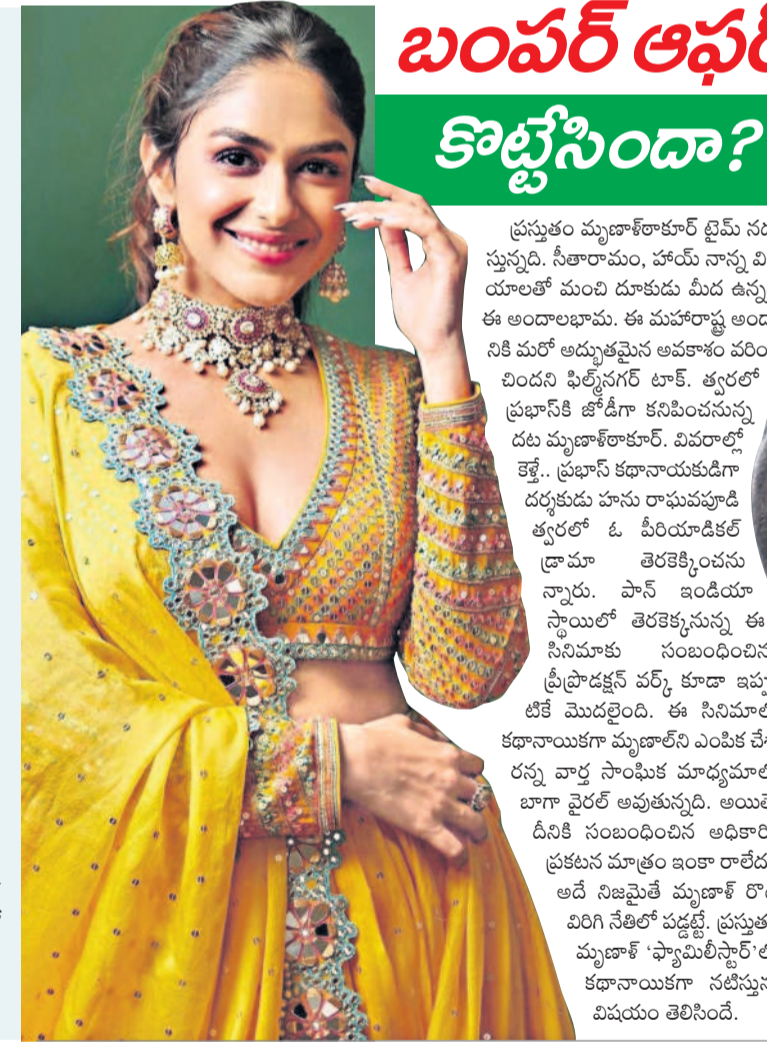 బంపర్ ఆఫర్
కొట్టేసిందా?
ప్రస్తుతం మృణాళ్‌ఠాకూర్ టైమ్ నడ
స్తున్నది. సీతారామం, హాయ్ నాన్న వి
యాలతో మంచి దూకుడు మీద ఉన్న
ఈ అందాలభామ. ఈ మహారాష్ట్ర అందా
నికి మరో అద్భుతమైన అవకాశం వరిం
చిందని ఫిల్మ్‌నగర్ టాక్. త్వరలో
ప్రభాస్‌కి జోడీగా కనిపించనున్న
దట మృణాళ్‌ఠాకూర్. వివరాల్లో
కెళ్తే.. ప్రభాస్ కథానాయకుడిగా
దర్శకుడు హను రాఘవపూడి
త్వరలో ఓ పీరియాడికల్
డ్రామా తెరకెక్కించను
న్నారు. పాన్ ఇండియా
స్థాయిలో తెరకెక్కనున్న ఈ
సినిమాకు సంబంధించిన
ప్రీప్రొడక్షన్ వర్క్ కూడా ఇప్ప
టికే మొదలైంది. ఈ సినిమాలో
కథానాయికగా మృణాల్‌ని ఎంపిక చేశా
రన్న వార్త సాంఘిక మాధ్యమాల్లో
బాగా వైరల్ అవుతున్నది. అయితే
దీనికి సంబంధించిన అధికారి
ప్రకటన మాత్రం ఇంకా రాలేదు
అదే నిజమైతే మృణాళ్ రొ
విరిగి నేతిలో పడ్డట్టే. ప్రస్తుతం
మృణాళ్ ‘ఫ్యామిలీస్టార్’లో
కథానాయికగా నటిస్తున
విషయం తెలిసిందే.